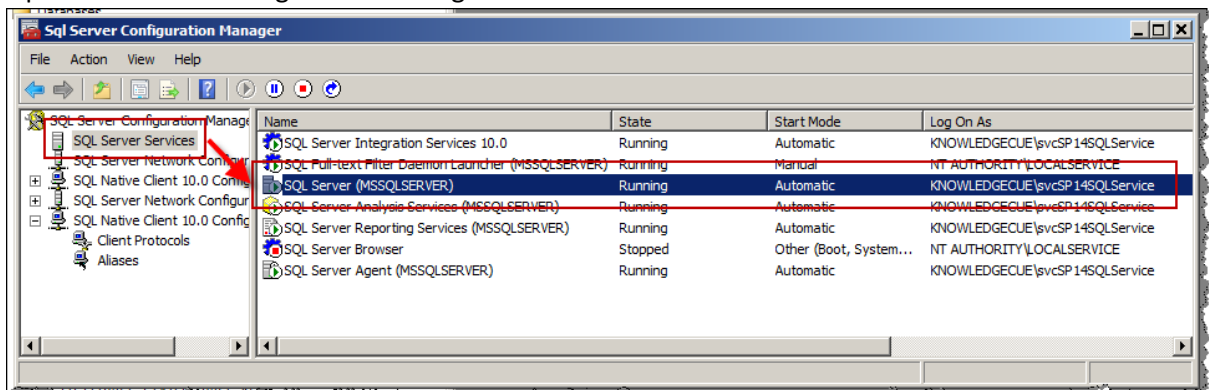 Databases
Sql Server Configuration Manager
File Action View Help
SQL Server Configuration Manage
SQL Server Services
SQL Server Network Configur
SQL Native Client 10.0 Config
SQL Server Network Configur
SQL Native Client 10.0 Config
Client Protocols
Aliases
Name State Start Mode Log On As
SQL Server Integration Services 10.0 Running Automatic KNOWLEDGECUE\svcSP14SQLService
SQL Full-text Filter Daemon Launcher (MSSQLSERVER) Running Manual NT AUTHORITY\LOCALSERVICE
SQL Server (MSSQLSERVER) Running Automatic KNOWLEDGECUE\svcSP14SQLService
SQL Server Analysis Services (MSSQLSERVER) Running Automatic KNOWLEDGECUE\svcSP14SQLService
SQL Server Reporting Services (MSSQLSERVER) Running Automatic KNOWLEDGECUE\svcSP14SQLService
SQL Server Browser Stopped Other (Boot, System... NT AUTHORITY\LOCALSERVICE
SQL Server Agent (MSSQLSERVER) Running Automatic KNOWLEDGECUE\svcSP14SQLService